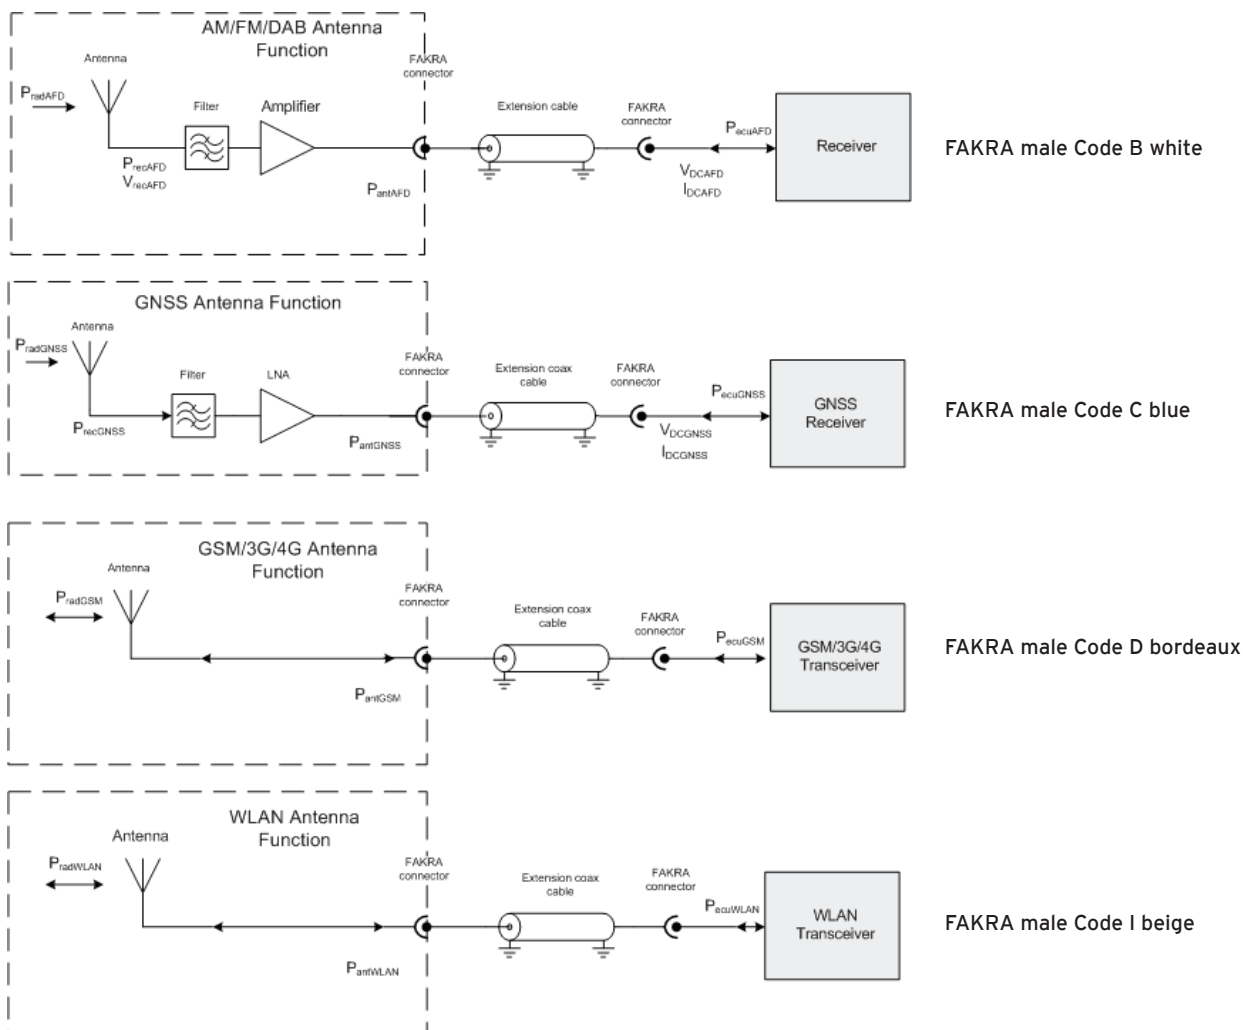 AM/FM/DAB Antenna
Function
Antenna
FAKRA
connector
PradAFD
Filter
Amplifier
Extension cable
FAKRA
connector
PecuAFD
Receiver
FAKRA male Code B white
PrecAFD
VrecAFD
PantAFD
VDCAFD
IDCAFD
GNSS Antenna Function
Antenna
PradGNSS
FAKRA
connector
Filter
LNA
Extension coax
cable
FAKRA
connector
PecuGNSS
GNSS
Receiver
FAKRA male Code C blue
PrecGNSS
PantGNSS
VDCGNSS
IDCGNSS
GSM/3G/4G Antenna
Function
Antenna
FAKRA
connector
PradGSM
Extension coax
cable
FAKRA
connector
PecuGSM
GSM/3G/4G
Transceiver
FAKRA male Code D bordeaux
PantGSM
WLAN Antenna
Function
Antenna
PradWLAN
FAKRA
connector
Extension coax
cable
FAKRA
connector
PecuWLAN
WLAN
Transceiver
FAKRA male Code I beige
PantWLAN